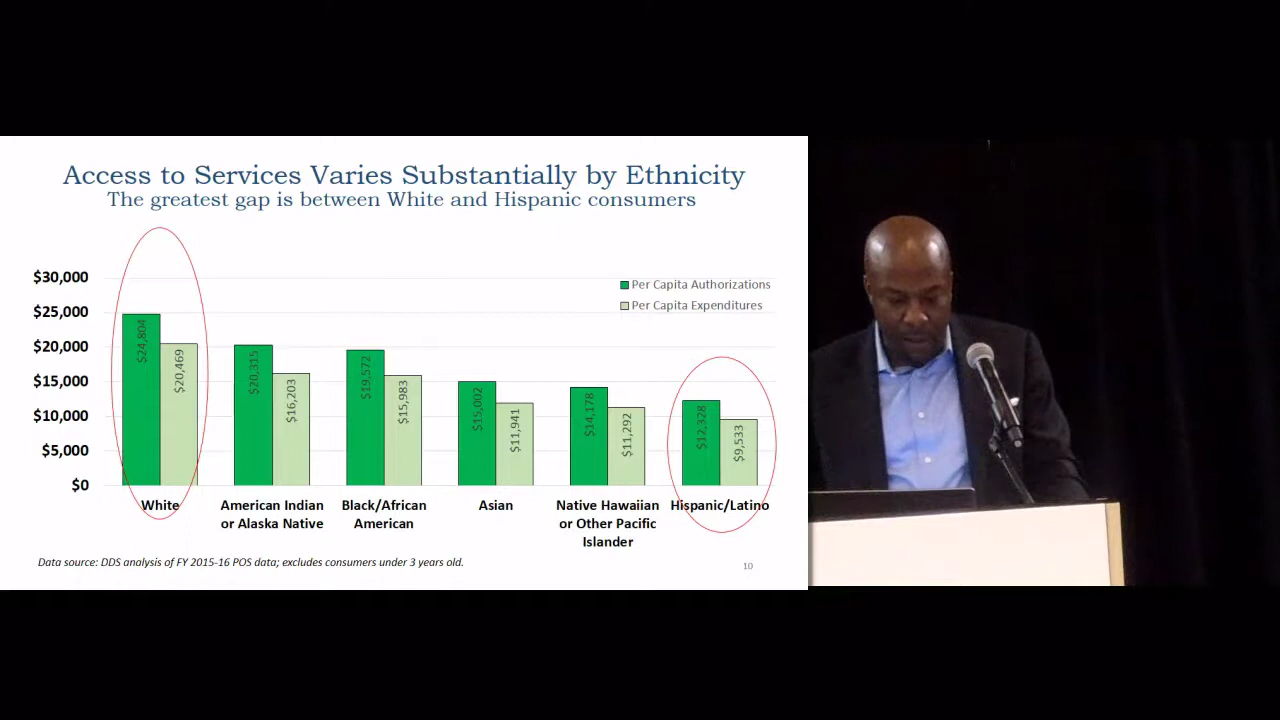 Access to Services Varies Substantially by Ethnicity
The greatest gap is between White and Hispanic consumers
$30,000
$25,000
$20,000
$15,000
$10,000
$5,000
$0
Per Capita Authorizations
Per Capita Expenditures
$24,804
$20,469
$20,315
$16,203
$19,572
$15,983
$15,002
$11,941
$14,178
$11,292
$12,328
$9,533
White
American Indian
or Alaska Native
Black/African
American
Asian
Native Hawaiian
or Other Pacific
Islander
Hispanic/Latino
Data source: DDS analysis of FY 2015-16 POS data; excludes consumers under 3 years old.
10